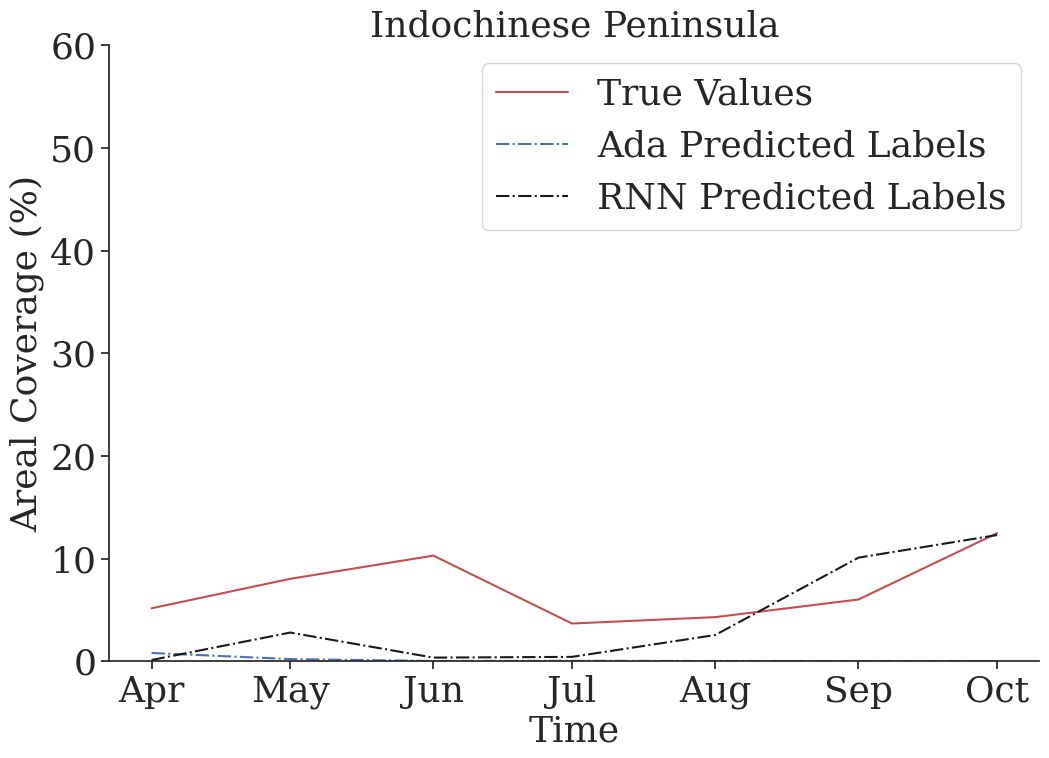 Indochinese Peninsula
True Values
Ada Predicted Labels
RNN Predicted Labels
Areal Coverage (%)
60
50
40
30
20
10
0
Apr May Jun Jul Aug Sep Oct
Time